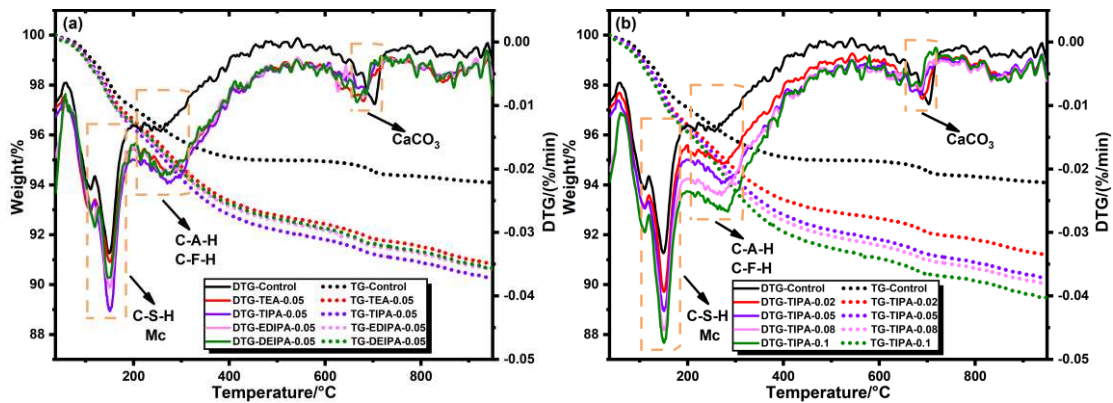 (a)
100
98
96
94
92
90
88
Weight/%
0.00
-0.01
-0.02
-0.03
-0.04
-0.05
DTG/(%/min)
CaCO3
C-A-H
C-F-H
C-S-H
Mc
DTG-Control TG-Control
DTG-TEA-0.05 TG-TEA-0.05
DTG-TIPA-0.05 TG-TIPA-0.05
DTG-EDIPA-0.05 TG-EDIPA-0.05
DTG-DEIPA-0.05 TG-DEIPA-0.05
200 400 600 800
Temperature/°C
(b)
100
98
96
94
92
90
88
Weight/%
0.00
-0.01
-0.02
-0.03
-0.04
-0.05
DTG/(%/min)
CaCO3
C-A-H
C-F-H
C-S-H
Mc
DTG-Control TG-Control
DTG-TIPA-0.02 TG-TIPA-0.02
DTG-TIPA-0.05 TG-TIPA-0.05
DTG-TIPA-0.08 TG-TIPA-0.08
DTG-TIPA-0.1 TG-TIPA-0.1
200 400 600 800
Temperature/°C